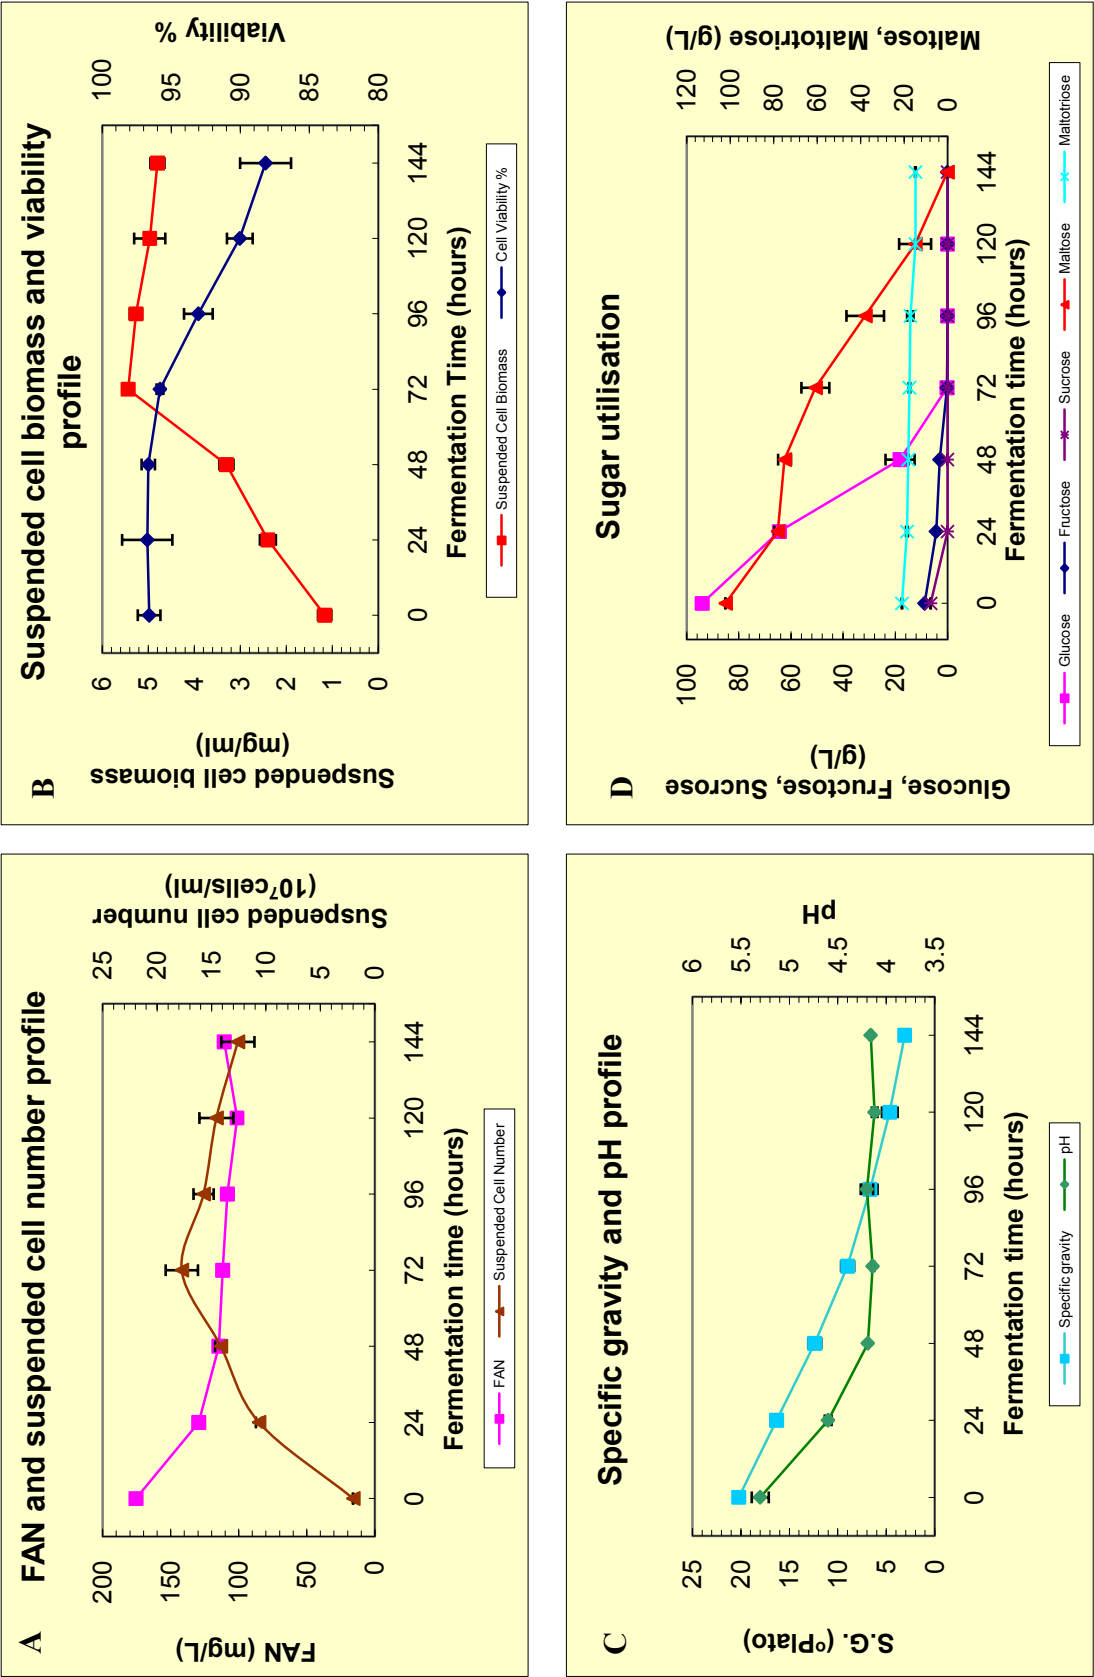 A
FAN and suspended cell number profile
FAN (mg/L)
200
150
100
50
0
Suspended cell number
(10⁷cells/ml)
25
20
15
10
5
0
0 24 48 72 96 120 144
Fermentation time (hours)
FAN Suspended Cell Number
B
Suspended cell biomass and viability
profile
Suspended cell biomass
(mg/ml)
6
5
4
3
2
1
0
Viability %
100
95
90
85
80
0 24 48 72 96 120 144
Fermentation Time (hours)
Suspended Cell Biomass Cell Viability %
C
Specific gravity and pH profile
S.G. (ºPlato)
25
20
15
10
5
0
pH
6
5.5
5
4.5
4
3.5
0 24 48 72 96 120 144
Fermentation time (hours)
Specific gravity pH
D
Sugar utilisation
Glucose, Fructose, Sucrose
(g/L)
100
80
60
40
20
0
Maltose, Maltotriose (g/L)
120
100
80
60
40
20
0
0 24 48 72 96 120 144
Fermentation time (hours)
Glucose Fructose Sucrose Maltose Maltotriose